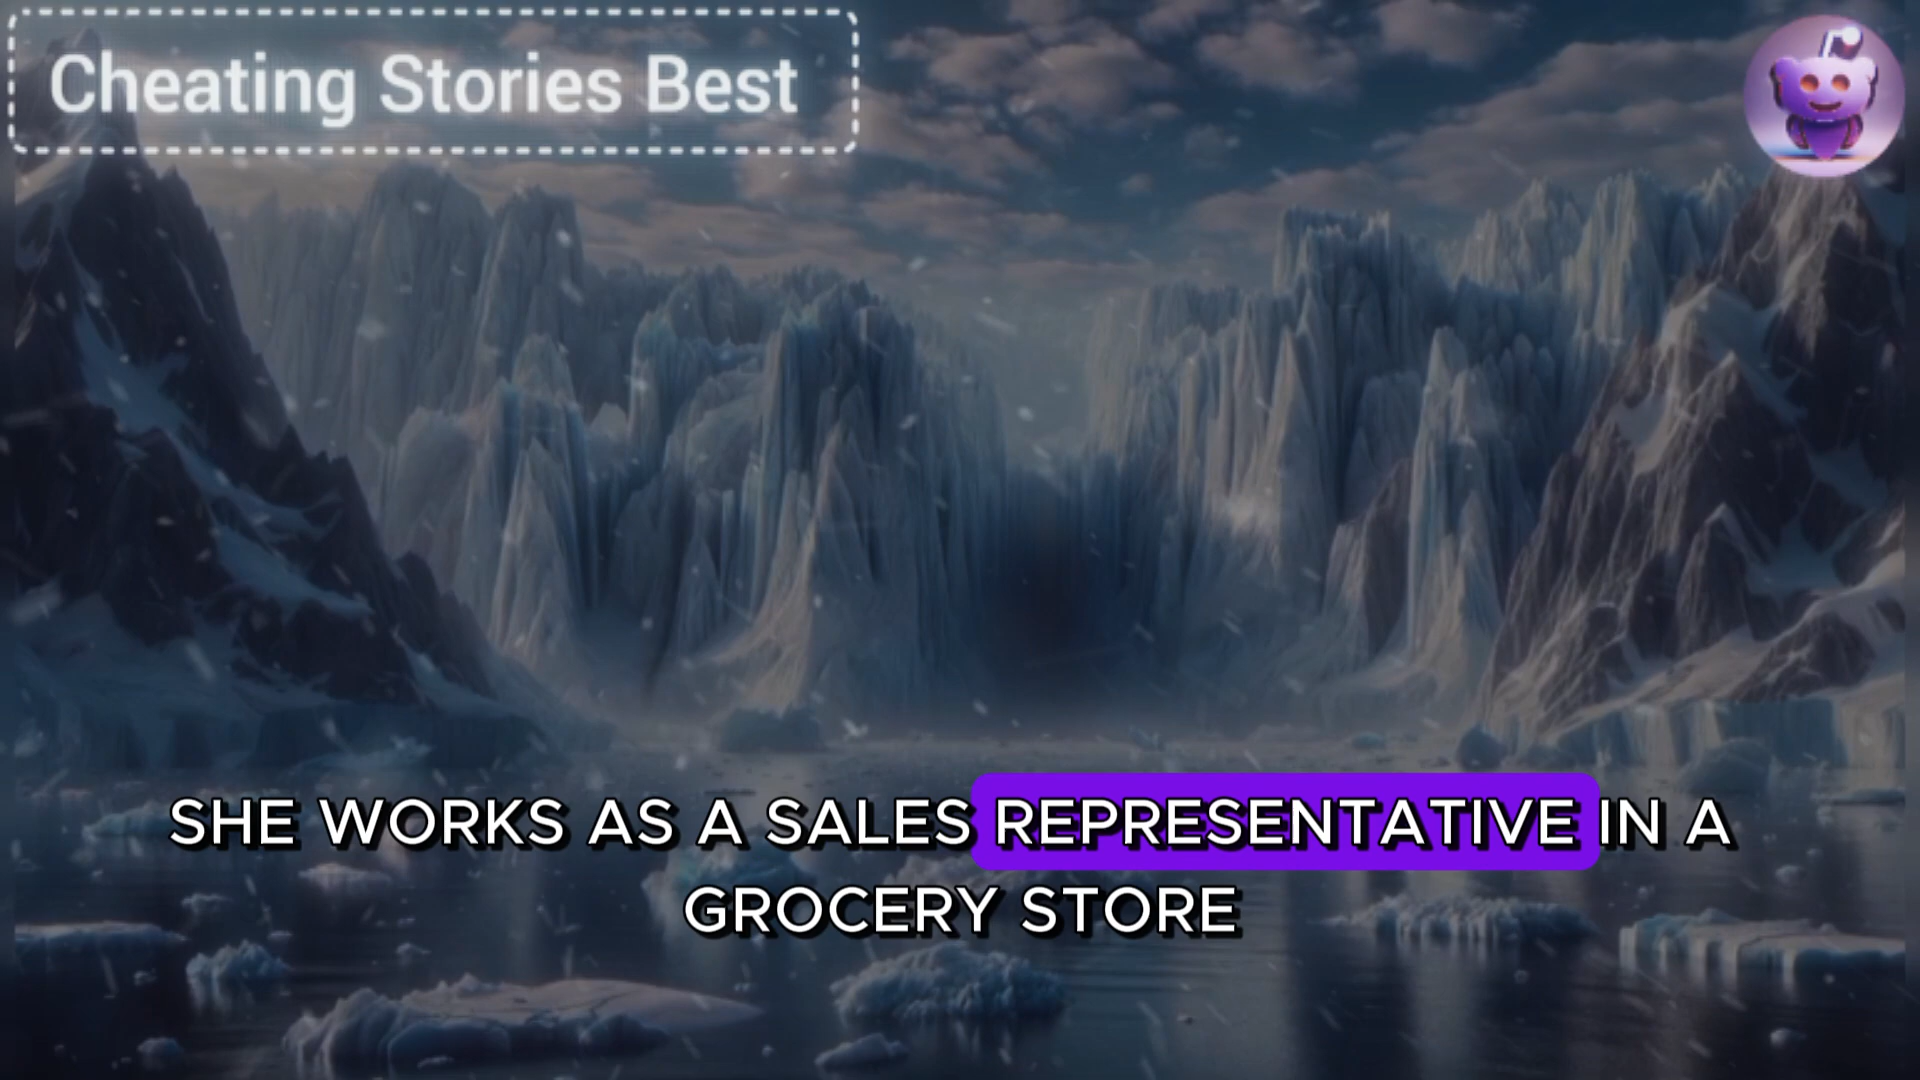 Cheating Stories Best
SHE WORKS AS A SALES REPRESENTATIVE IN A
GROCERY STORE